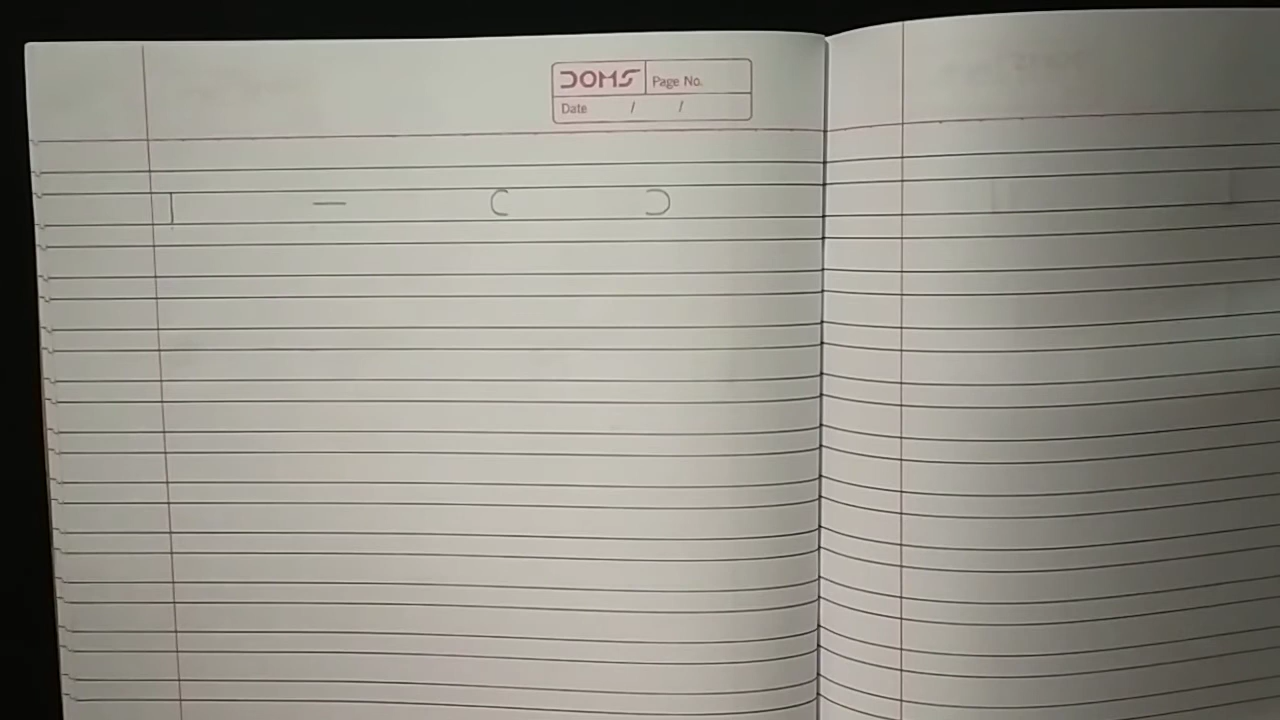 DOMS Page No.
Date / /
| — ( )